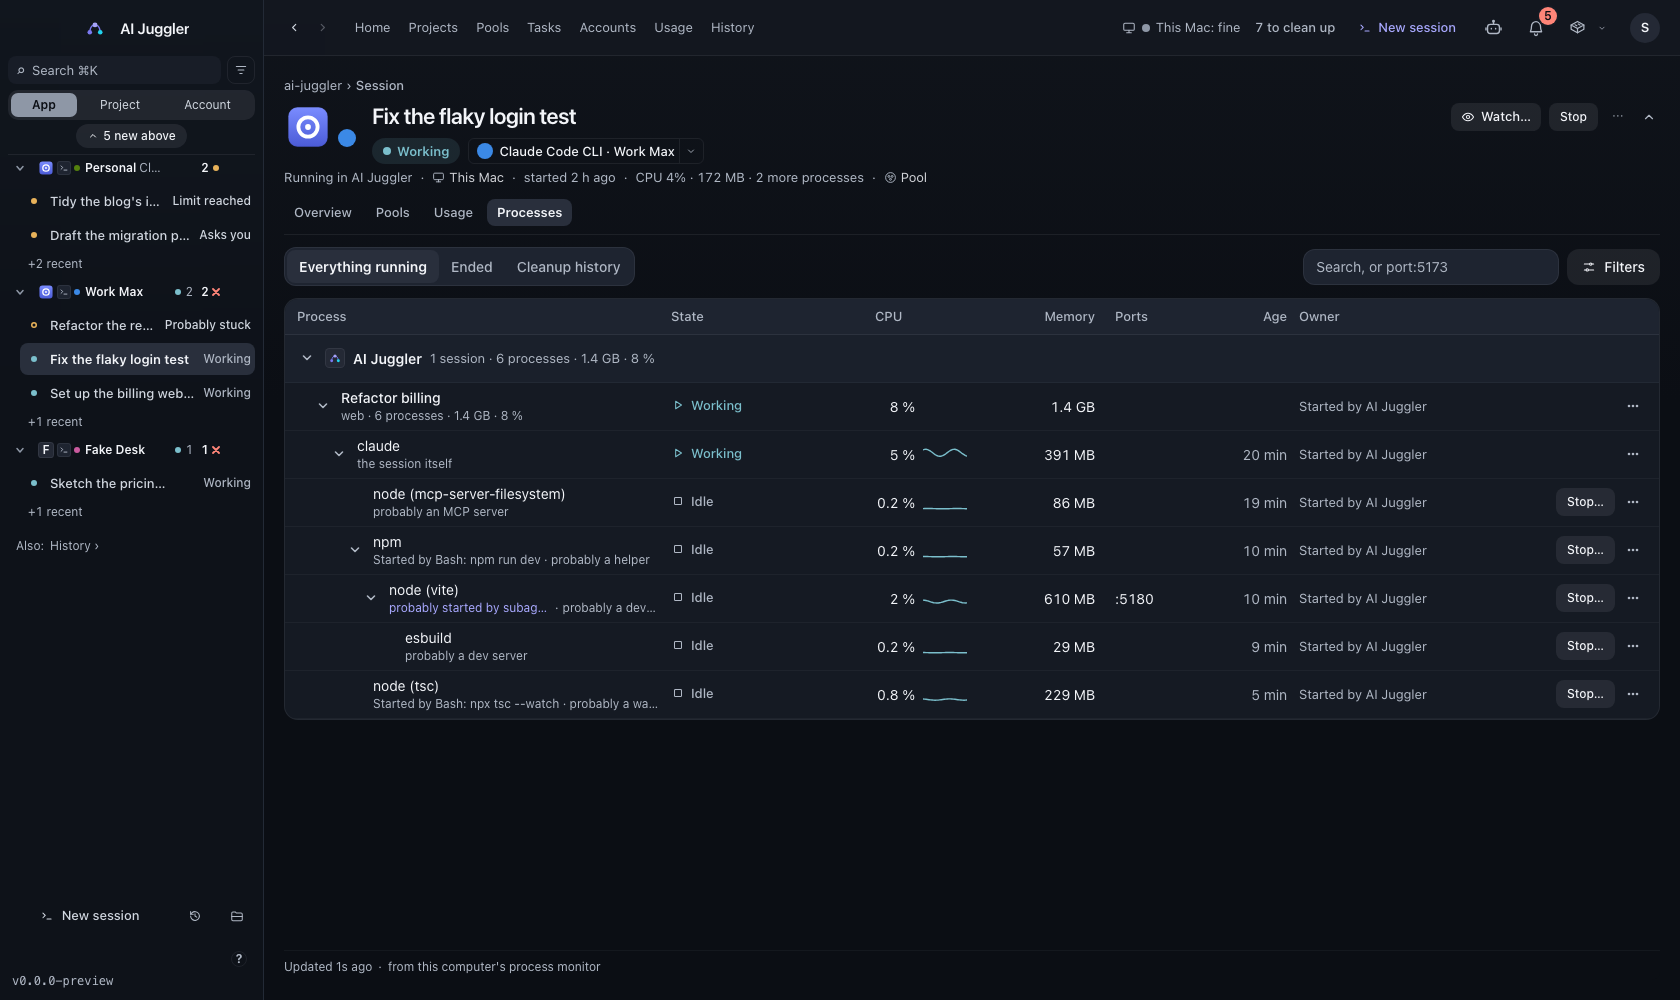 AI Juggler
Search ⌘K
App Project Account
5 new above
Personal Cl... 2
Tidy the blog's i... Limit reached
Draft the migration p... Asks you
+2 recent
Work Max 2 2
Refactor the re... Probably stuck
Fix the flaky login test Working
Set up the billing web... Working
+1 recent
F Fake Desk 1 1
Sketch the pricin... Working
+1 recent
Also: History ›
New session
?
v0.0.0-preview
Home Projects Pools Tasks Accounts Usage History
This Mac: fine 7 to clean up New session 5 S
ai-juggler › Session
Fix the flaky login test
Watch... Stop ...
Working Claude Code CLI · Work Max
Running in AI Juggler · This Mac · started 2 h ago · CPU 4% · 172 MB · 2 more processes · Pool
Overview Pools Usage Processes
Everything running Ended Cleanup history
Search, or port:5173 Filters
Process State CPU Memory Ports Age Owner
AI Juggler 1 session · 6 processes · 1.4 GB · 8 %
Refactor billing
web · 6 processes · 1.4 GB · 8 %
Working 8 % 1.4 GB Started by AI Juggler ...
claude
the session itself
Working 5 % 391 MB 20 min Started by AI Juggler ...
node (mcp-server-filesystem)
probably an MCP server
Idle 0.2 % 86 MB 19 min Started by AI Juggler Stop... ...
npm
Started by Bash: npm run dev · probably a helper
Idle 0.2 % 57 MB 10 min Started by AI Juggler Stop... ...
node (vite)
probably started by subag... · probably a dev...
Idle 2 % 610 MB :5180 10 min Started by AI Juggler Stop... ...
esbuild
probably a dev server
Idle 0.2 % 29 MB 9 min Started by AI Juggler Stop... ...
node (tsc)
Started by Bash: npx tsc --watch · probably a wa...
Idle 0.8 % 229 MB 5 min Started by AI Juggler Stop... ...
Updated 1s ago · from this computer's process monitor